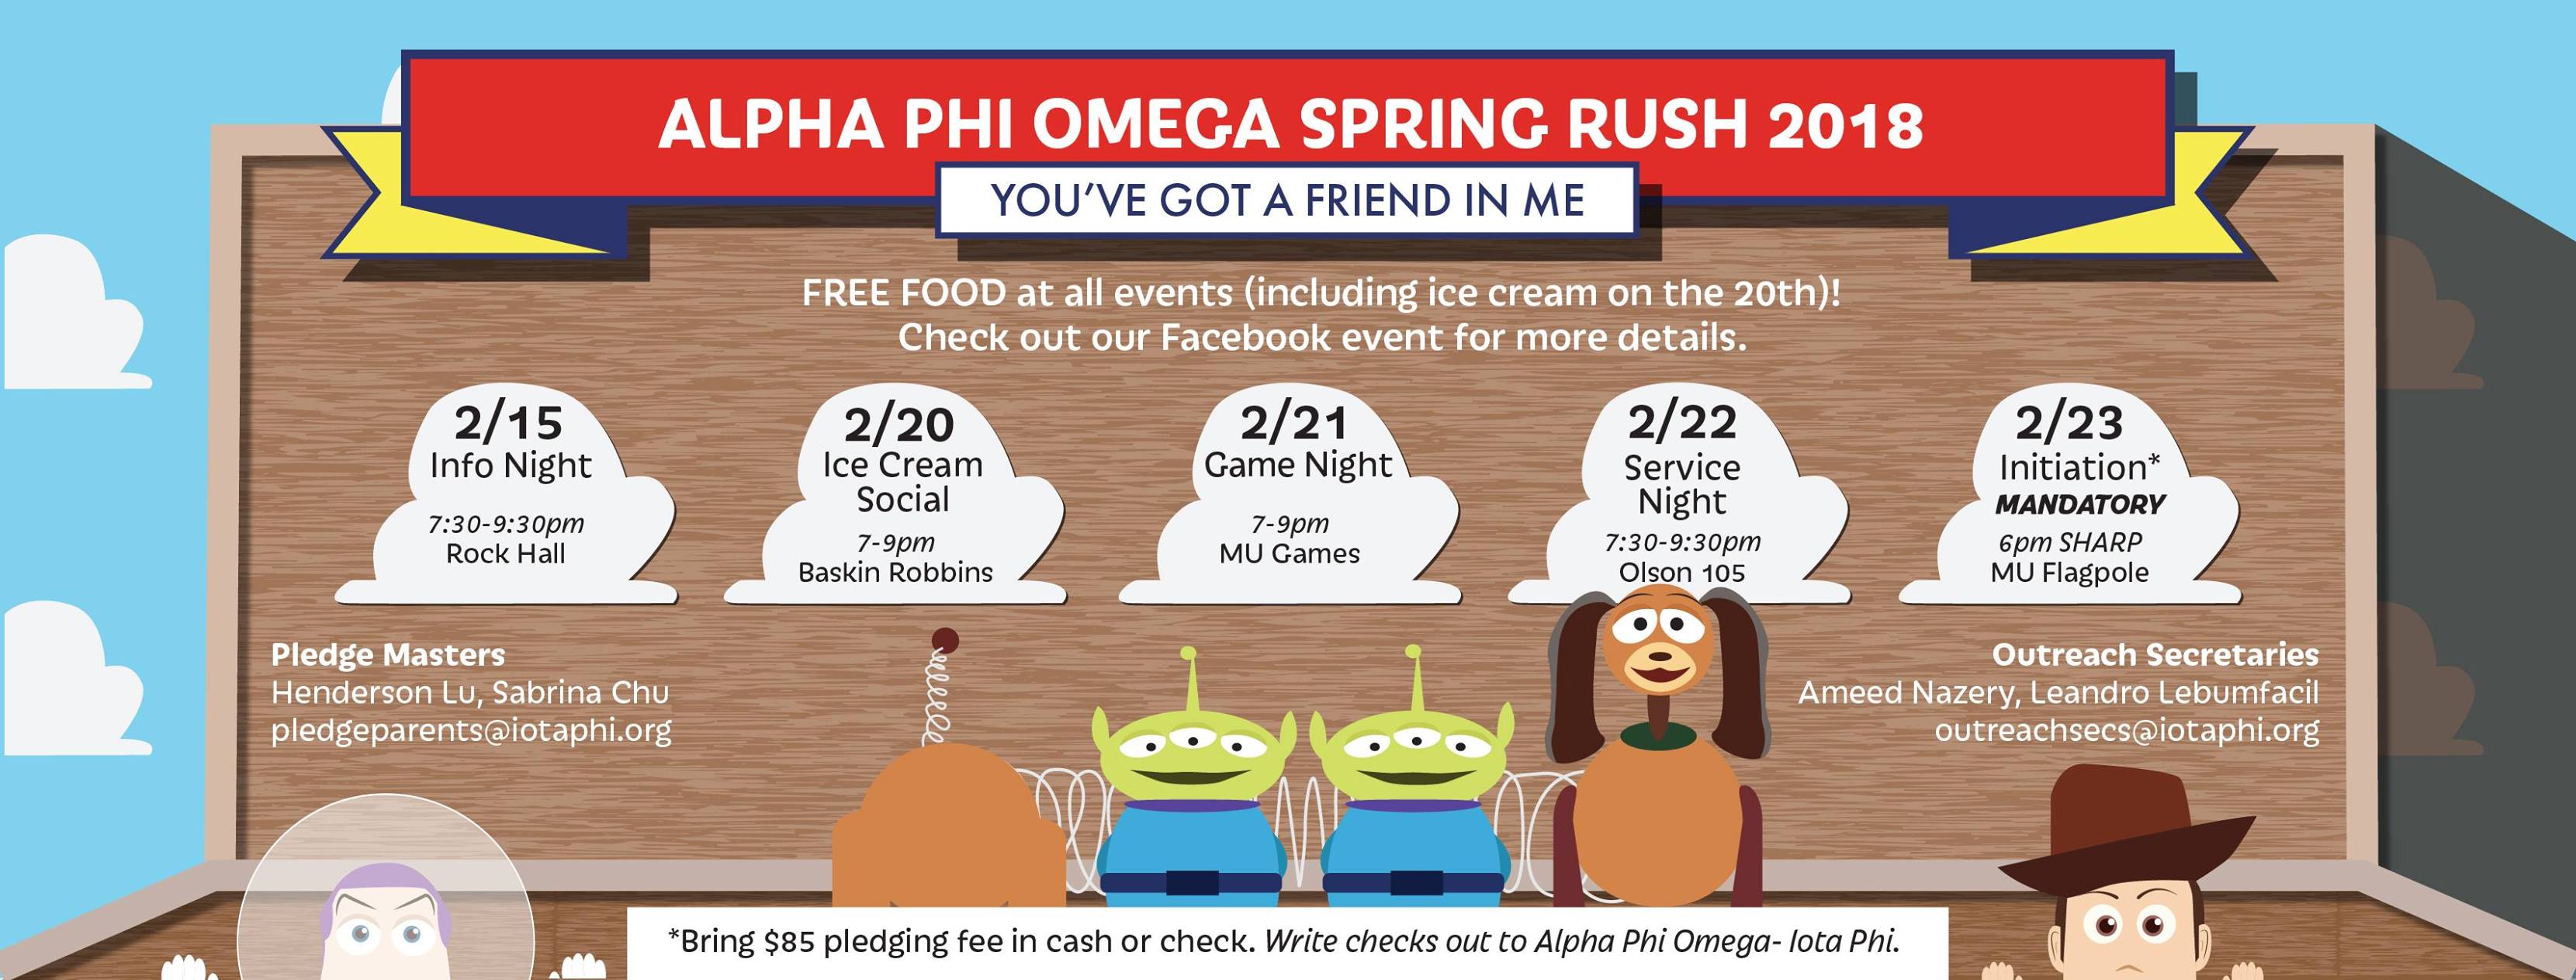 ALPHA PHI OMEGA SPRING RUSH 2018
YOU'VE GOT A FRIEND IN ME
FREE FOOD at all events (including ice cream on the 20th)!
Check out our Facebook event for more details.
2/15
Info Night
7:30-9:30pm
Rock Hall
2/20
Ice Cream
Social
7-9pm
Baskin Robbins
2/21
Game Night
7-9pm
MU Games
2/22
Service
Night
7:30-9:30pm
Olson 105
2/23
Initiation*
MANDATORY
6pm SHARP
MU Flagpole
Pledge Masters
Henderson Lu, Sabrina Chu
pledgeparents@iotaphi.org
Outreach Secretaries
Ameed Nazery, Leandro Lebumfacil
outreachsecs@iotaphi.org
*Bring $85 pledging fee in cash or check. Write checks out to Alpha Phi Omega- Iota Phi.